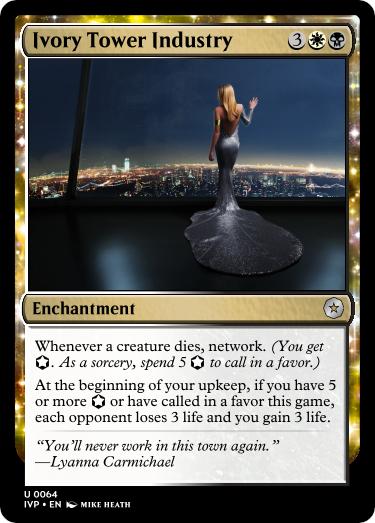 Ivory Tower Industry 3
Enchantment
Whenever a creature dies, network. (You get
. As a sorcery, spend 5 to call in a favor.)
At the beginning of your upkeep, if you have 5
or more or have called in a favor this game,
each opponent loses 3 life and you gain 3 life.
“You’ll never work in this town again.”
—Lyanna Carmichael
U 0064
IVP • EN MIKE HEATH